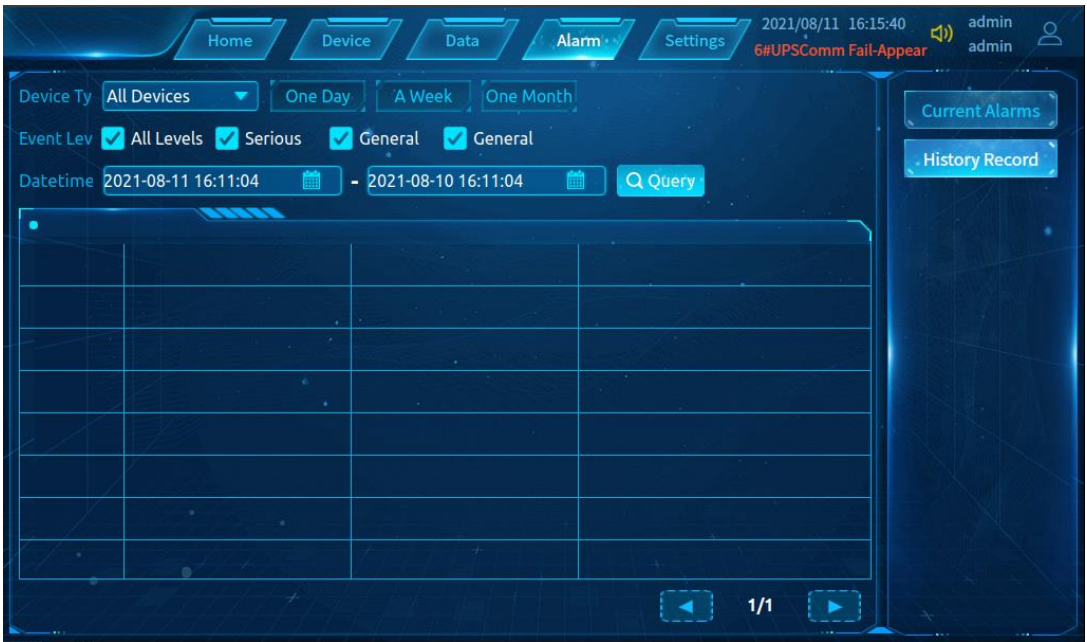 Home Device Data Alarm Settings 2021/08/11 16:15:40 admin
6#UPSComm Fail-Appear admin
Device Ty All Devices One Day A Week One Month
Event Lev All Levels Serious General General
Datetime 2021-08-11 16:11:04 - 2021-08-10 16:11:04 Query
Current Alarms
History Record
1/1